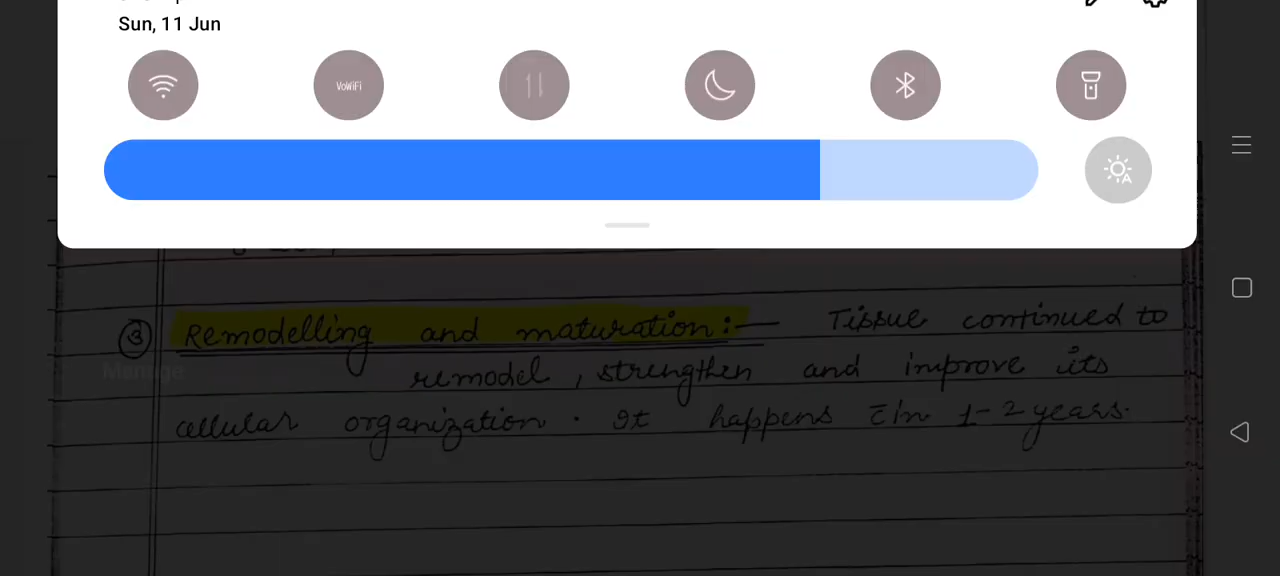 Sun, 11 Jun
VoWiFi
③ Remodelling and maturation:— Tissue continued to
Manage
remodel, strengthen and improve its
cellular organization. It happens c̄in 1-2 years.